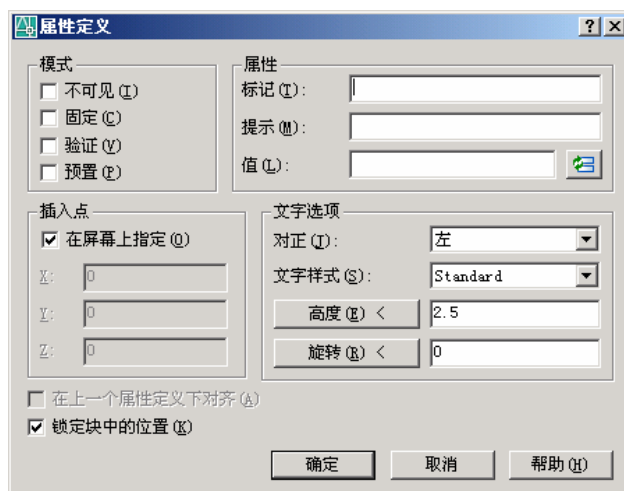 属性定义
模式
不可见(I)
固定(C)
验证(V)
预置(P)
属性
标记(T):
提示(M):
值(L):
插入点
在屏幕上指定(O)
X: 0
Y: 0
Z: 0
文字选项
对正(J): 左
文字样式(S): Standard
高度(E) < 2.5
旋转(R) < 0
在上一个属性定义下对齐(A)
锁定块中的位置(K)
确定 取消 帮助(H)